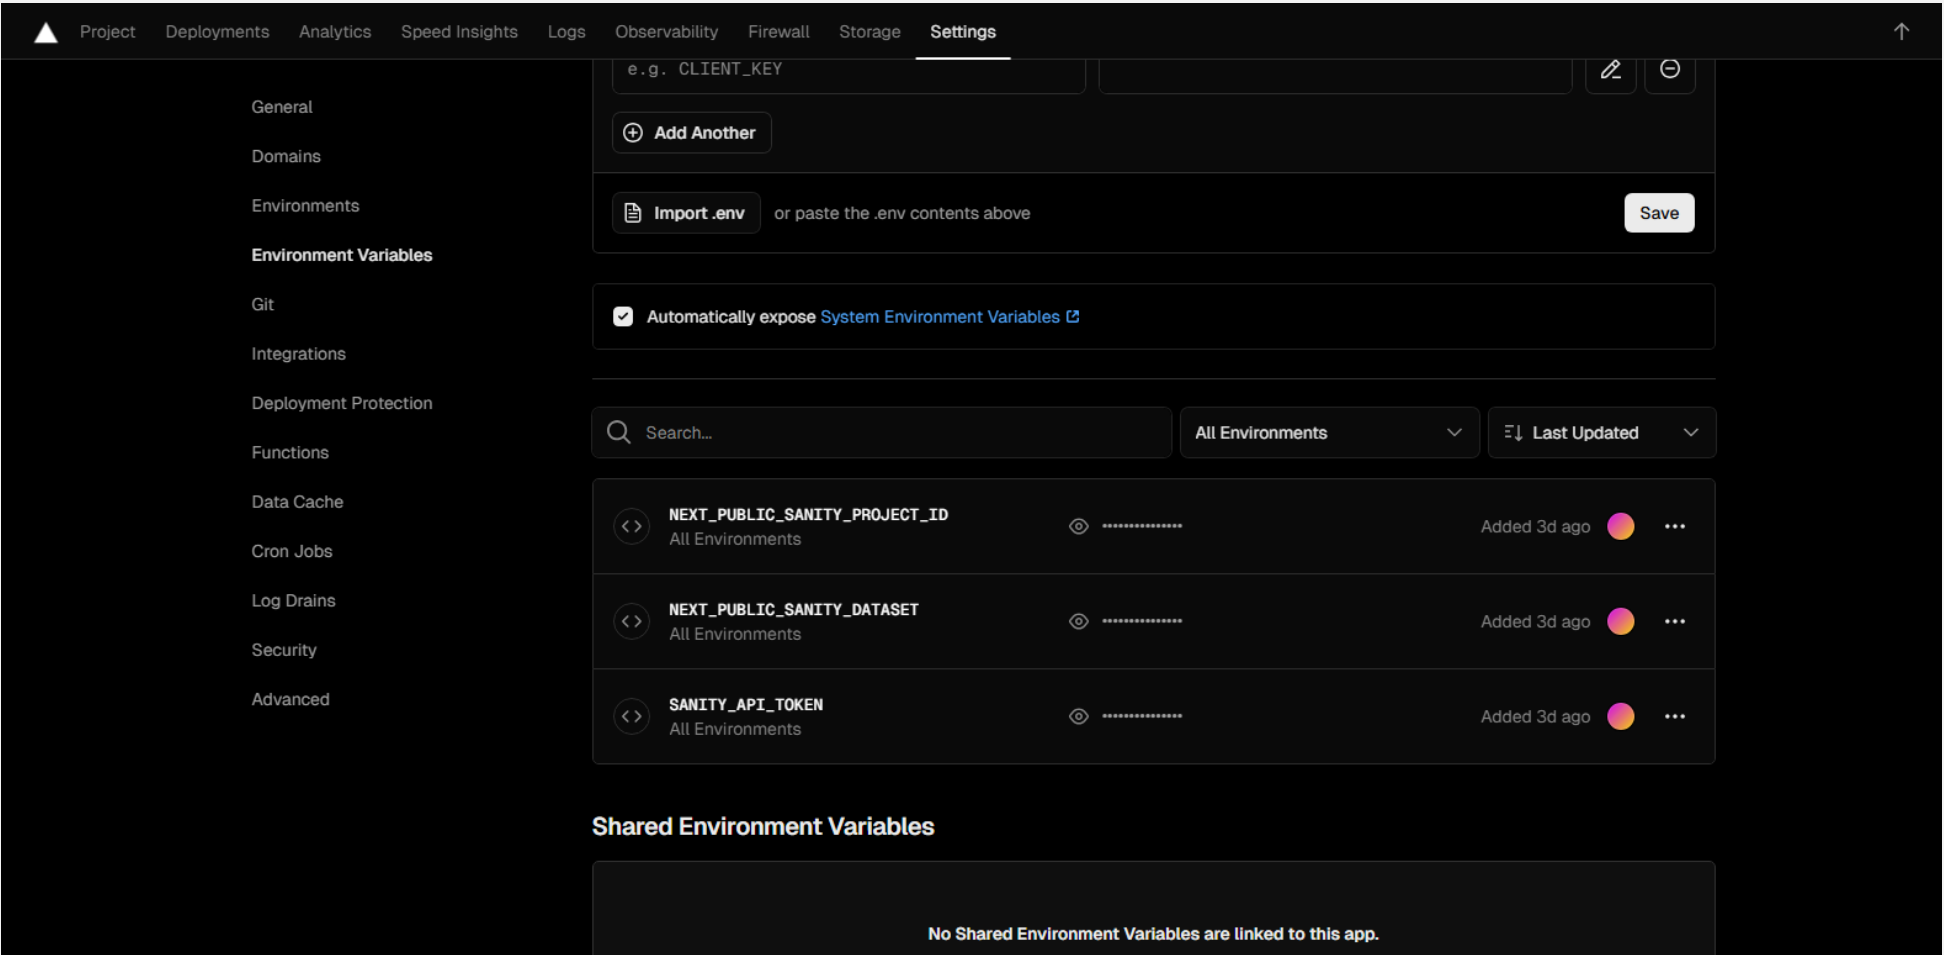 Project Deployments Analytics Speed Insights Logs Observability Firewall Storage Settings
General
Domains
Environments
Environment Variables
Git
Integrations
Deployment Protection
Functions
Data Cache
Cron Jobs
Log Drains
Security
Advanced
e.g. CLIENT_KEY
Add Another
Import .env or paste the .env contents above Save
Automatically expose System Environment Variables
Search... All Environments Last Updated
NEXT_PUBLIC_SANITY_PROJECT_ID
All Environments
••••••••••••••• Added 3d ago
NEXT_PUBLIC_SANITY_DATASET
All Environments
••••••••••••••• Added 3d ago
SANITY_API_TOKEN
All Environments
••••••••••••••• Added 3d ago
Shared Environment Variables
No Shared Environment Variables are linked to this app.